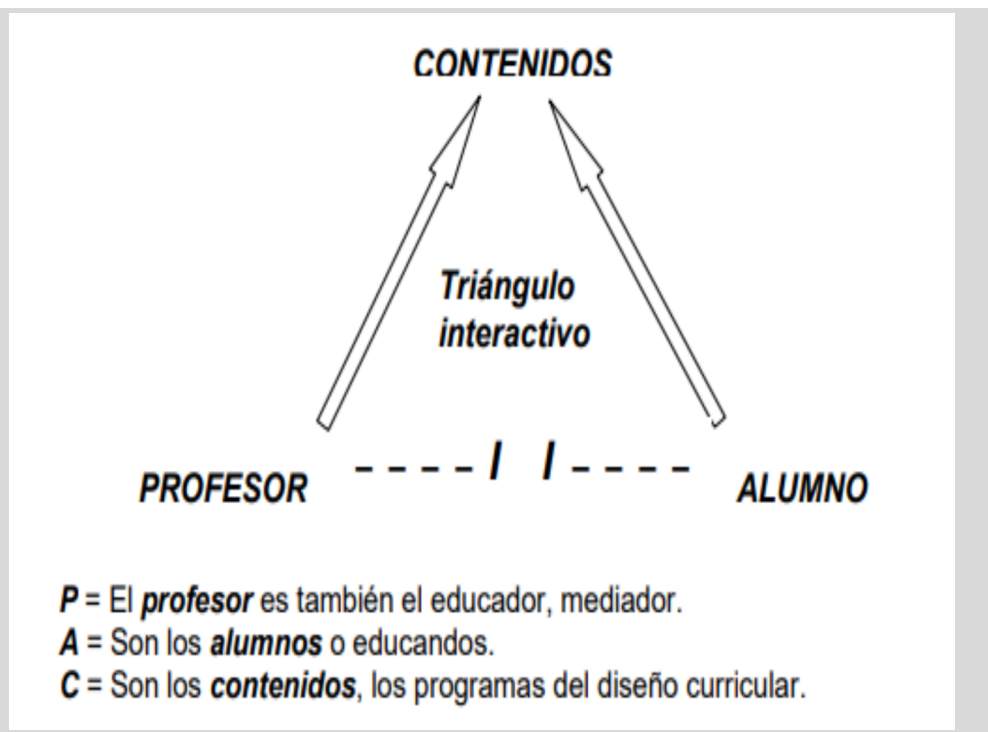 CONTENIDOS
Triángulo
interactivo
PROFESOR - - - - / / - - - - ALUMNO
P = El profesor es también el educador, mediador.
A = Son los alumnos o educandos.
C = Son los contenidos, los programas del diseño curricular.